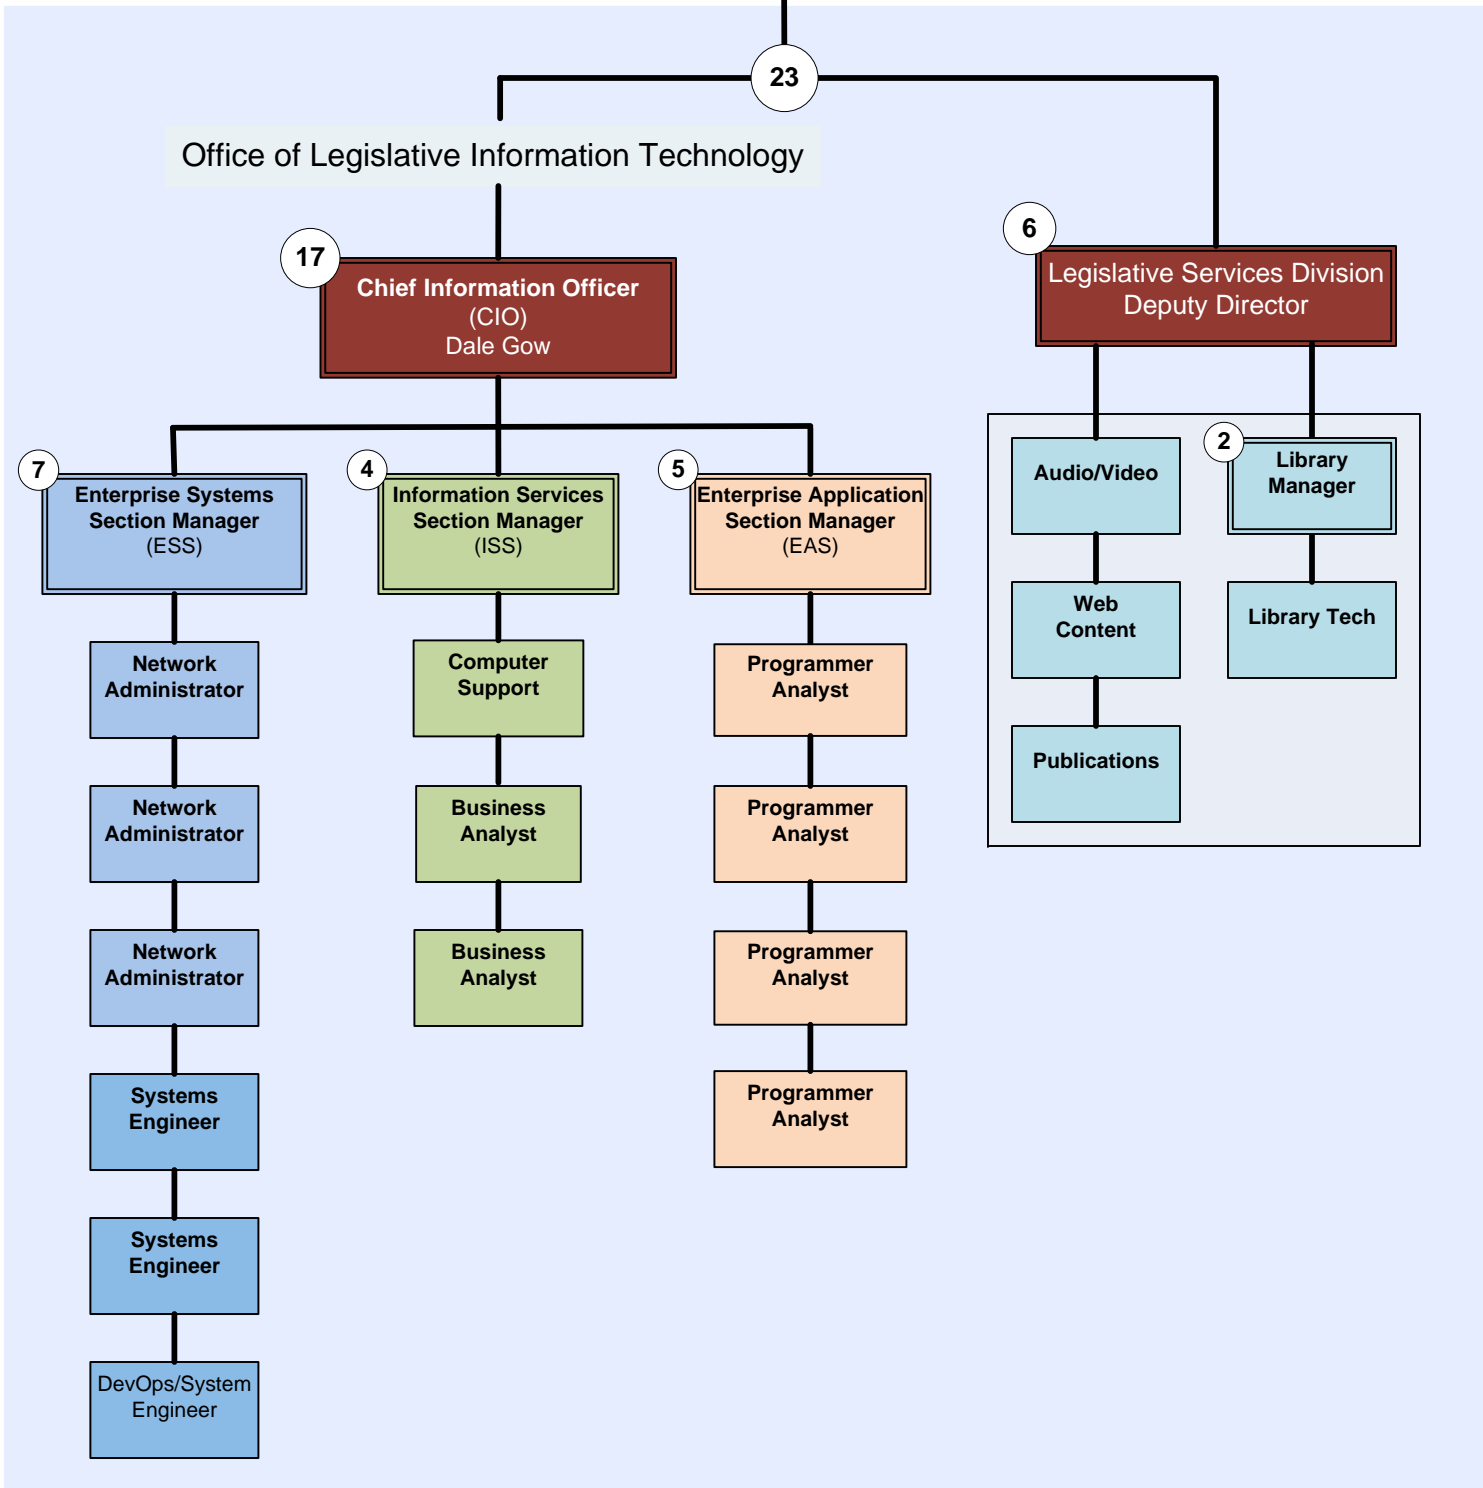 23
Office of Legislative Information Technology
17
Chief Information Officer
(CIO)
Dale Gow
6
Legislative Services Division
Deputy Director
7
Enterprise Systems
Section Manager
(ESS)
Network
Administrator
Network
Administrator
Network
Administrator
Systems
Engineer
Systems
Engineer
DevOps/System
Engineer
4
Information Services
Section Manager
(ISS)
Computer
Support
Business
Analyst
Business
Analyst
5
Enterprise Application
Section Manager
(EAS)
Programmer
Analyst
Programmer
Analyst
Programmer
Analyst
Programmer
Analyst
Audio/Video
Web
Content
Publications
2
Library
Manager
Library Tech